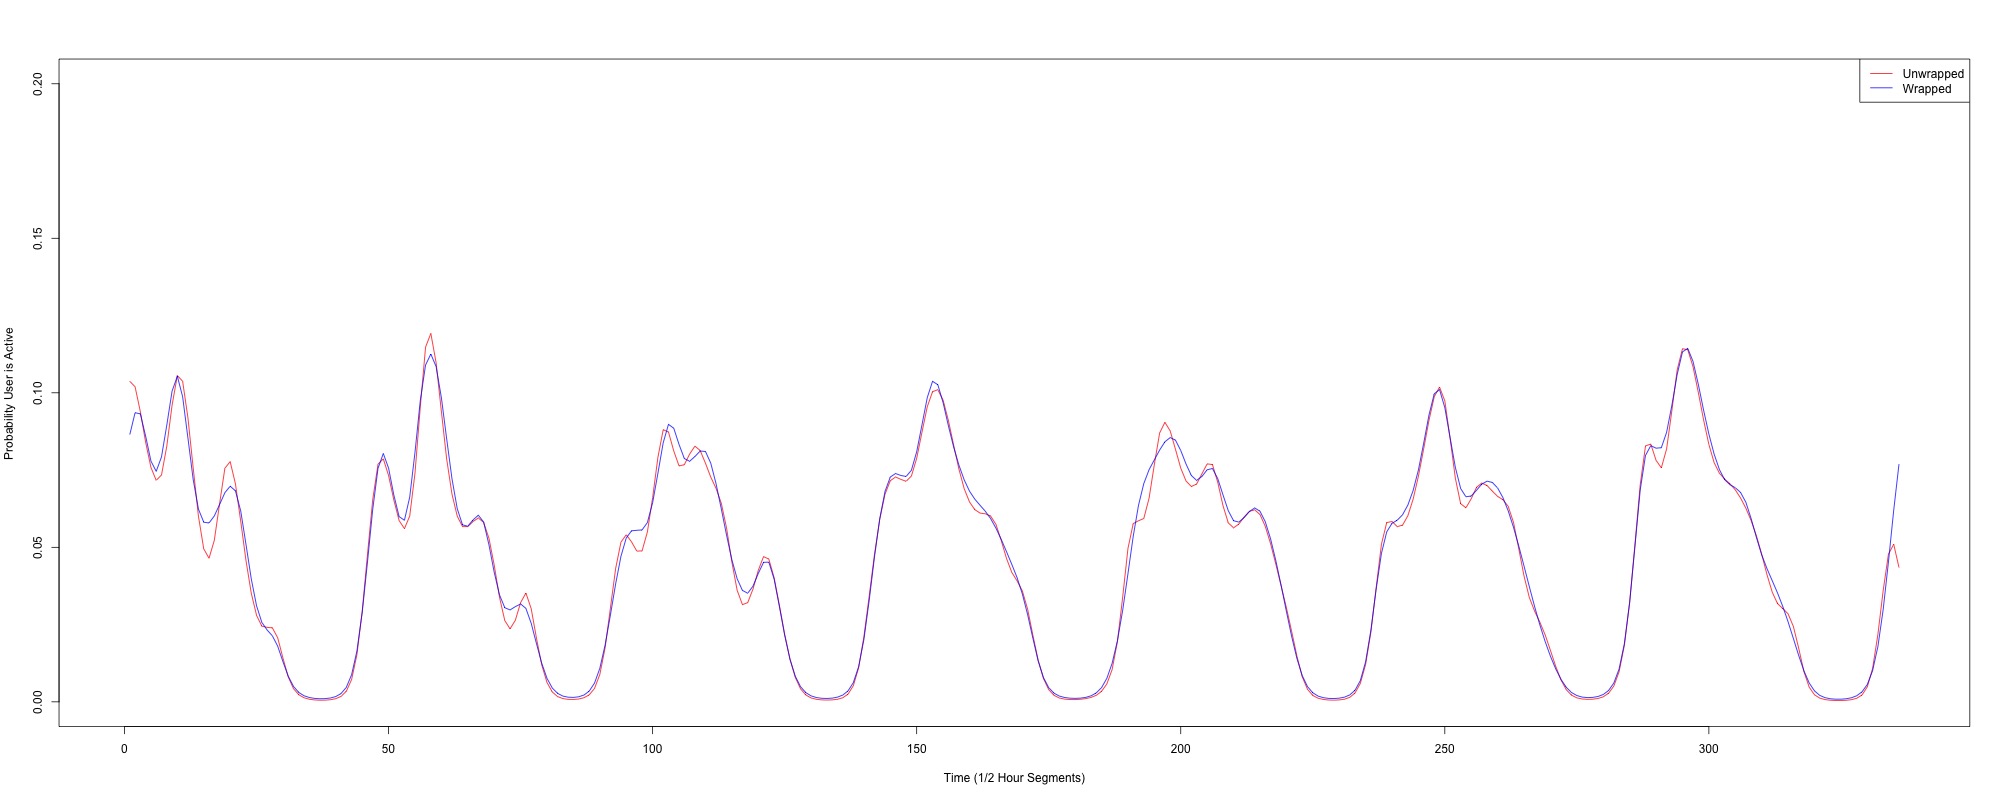 Unwrapped
Wrapped
Probability User is Active
0.20
0.15
0.10
0.05
0.00
0 50 100 150 200 250 300
Time (1/2 Hour Segments)